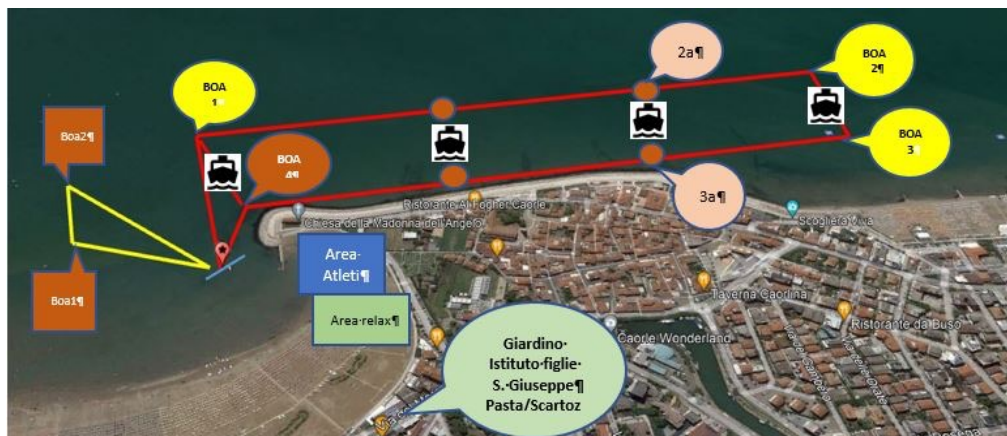 2a¶
BOA
2¶
BOA
1¶
Boa2¶
BOA
4¶
BOA
3¶
3a¶
Ristorante Al Fogher Caorle
Chiesa della Madonna dell'Angelo
Scogliera viva
Area·
Atleti¶
Boa1¶
Area·relax¶
Taverna Caorlina
Ristorante da Buso
Caorle Wonderland
Giardino·
Istituto·figlie·
S.·Giuseppe¶
Pasta/Scartoz